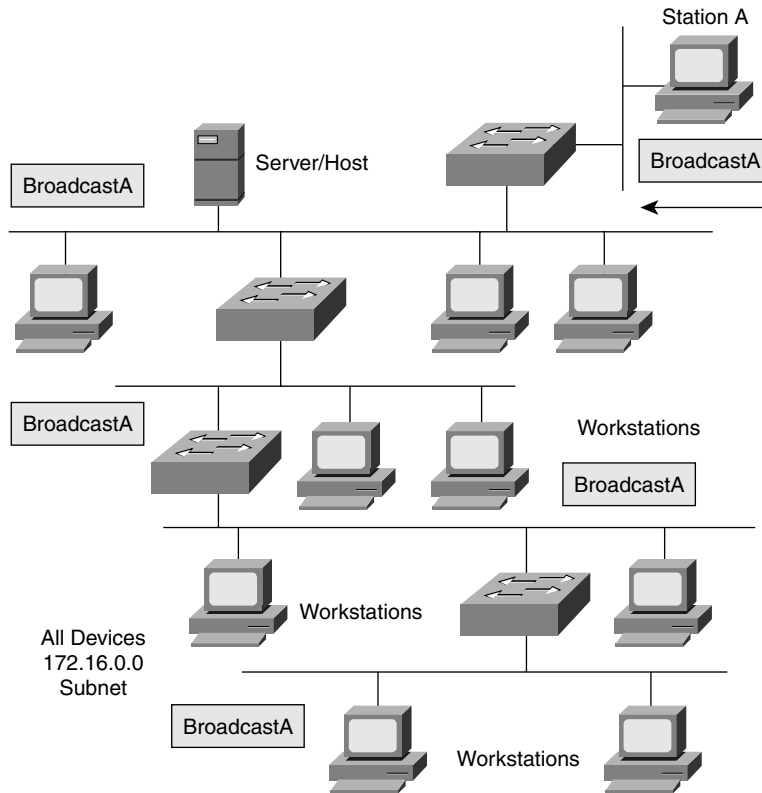 Station A
BroadcastA
Server/Host
BroadcastA
BroadcastA
Workstations
BroadcastA
Workstations
All Devices
172.16.0.0
Subnet
BroadcastA
Workstations